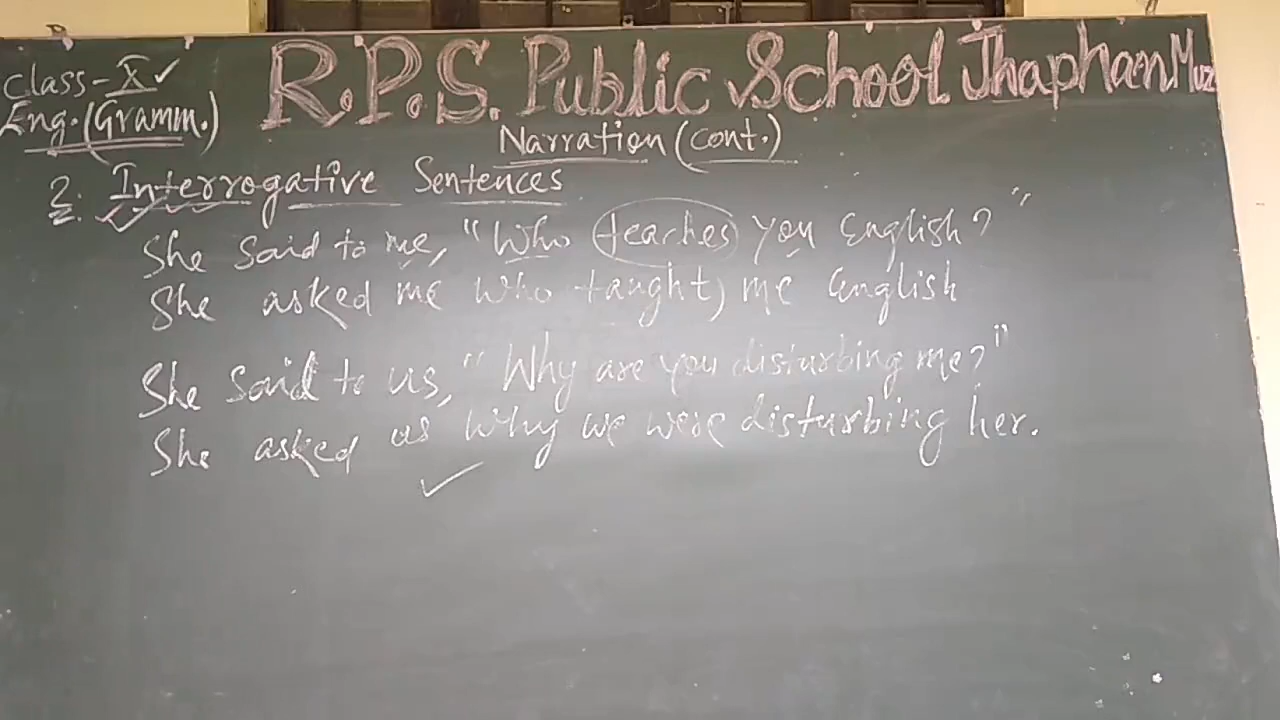 R.P.S. Public School Jhaphan, Muz
Class-X ✓
Eng. (Gramm.)
Narration (cont.)
2. Interrogative Sentences
She said to me, "Who teaches you English?"
She asked me who taught me English
She said to us, "Why are you disturbing me?"
She asked us why we were disturbing her.